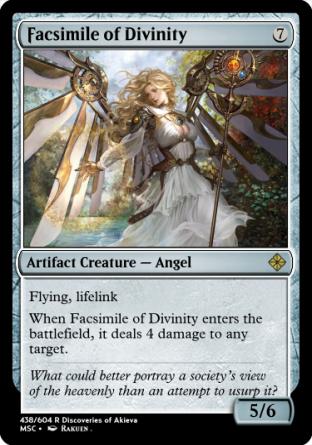 Facsimile of Divinity 7
Artifact Creature — Angel
Flying, lifelink
When Facsimile of Divinity enters the
battlefield, it deals 4 damage to any
target.
What could better portray a society's view
of the heavenly than an attempt to usurp it?
5/6
438/604 R Discoveries of Akieva
MSC • Rakuen .